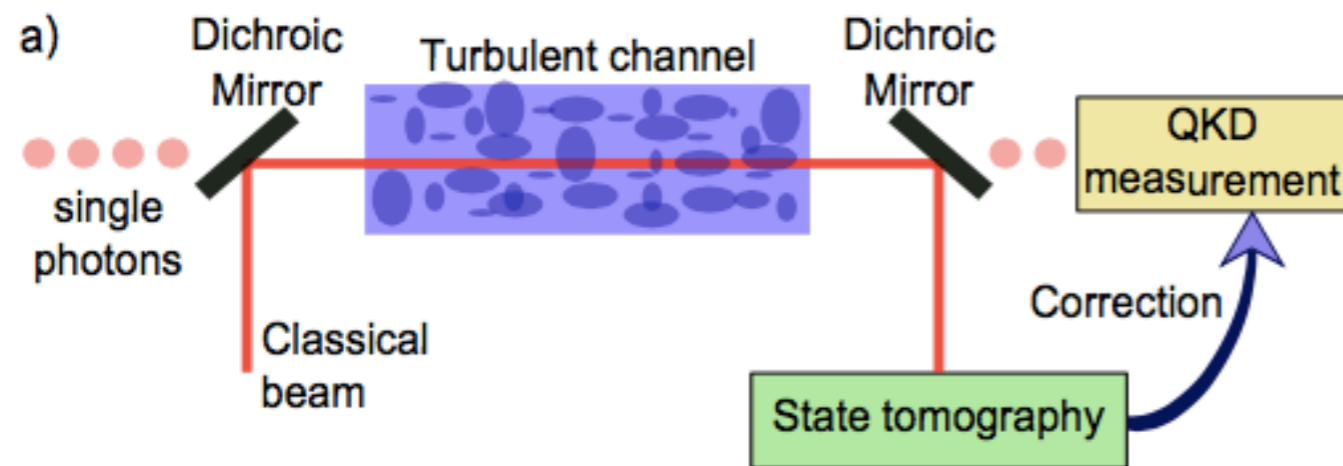 a)
Dichroic
Mirror
Turbulent channel
Dichroic
Mirror
QKD
measurement
single
photons
Classical
beam
Correction
State tomography